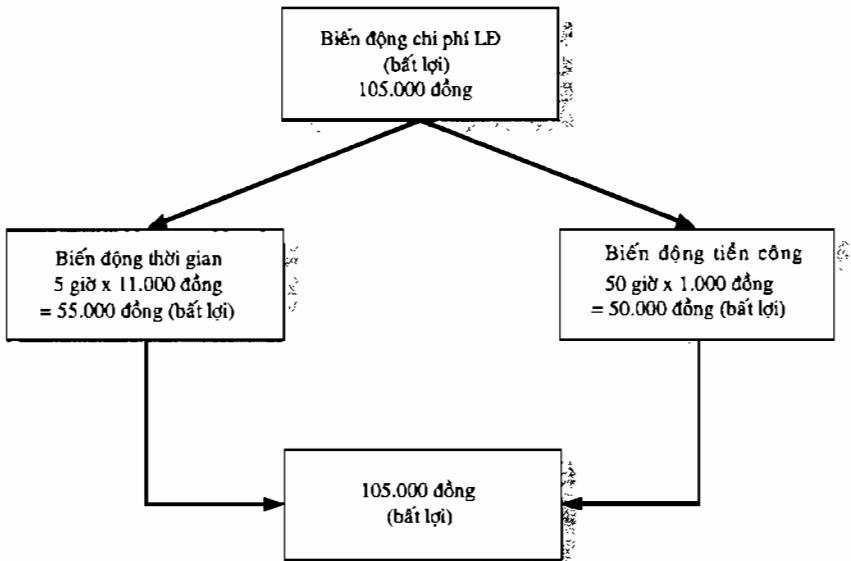 Biến động chi phí LĐ
(bất lợi)
105.000 đồng
Biến động thời gian
5 giờ x 11.000 đồng
= 55.000 đồng (bất lợi)
Biến động tiền công
50 giờ x 1.000 đồng
= 50.000 đồng (bất lợi)
105.000 đồng
(bất lợi)